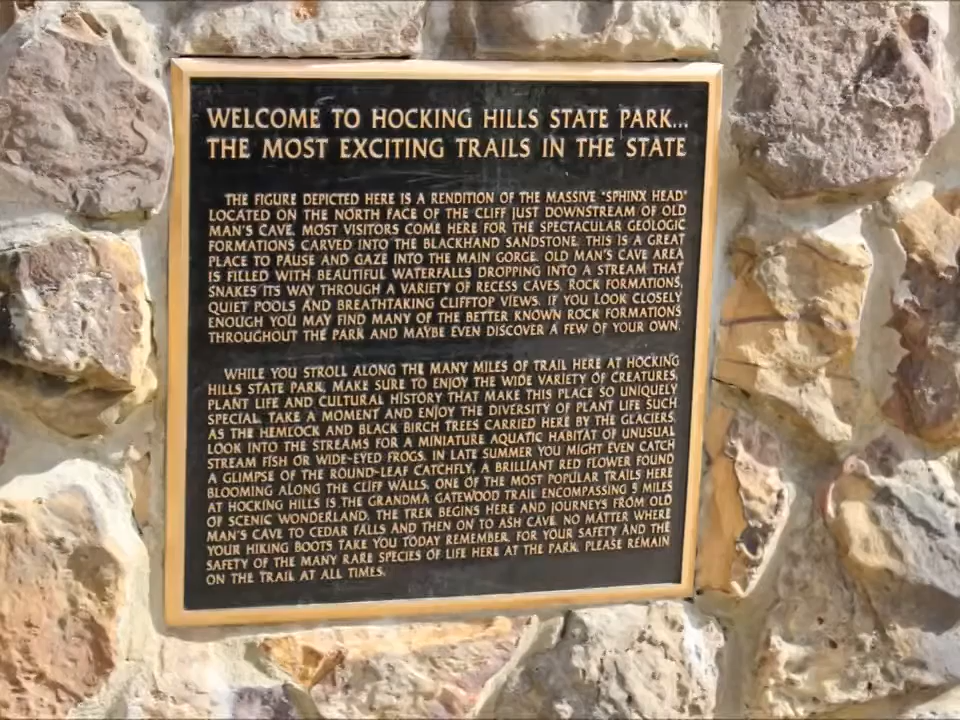 WELCOME TO HOCKING HILLS STATE PARK...
THE MOST EXCITING TRAILS IN THE STATE
THE FIGURE DEPICTED HERE IS A RENDITION OF THE MASSIVE "SPHINX HEAD"
LOCATED ON THE NORTH FACE OF THE CLIFF JUST DOWNSTREAM OF OLD
MAN'S CAVE. MOST VISITORS COME HERE FOR THE SPECTACULAR GEOLOGIC
FORMATIONS CARVED INTO THE BLACKHAND SANDSTONE. THIS IS A GREAT
PLACE TO PAUSE AND GAZE INTO THE MAIN GORGE. OLD MAN'S CAVE AREA
IS FILLED WITH BEAUTIFUL WATERFALLS DROPPING INTO A STREAM THAT
SNAKES ITS WAY THROUGH A VARIETY OF RECESS CAVES, ROCK FORMATIONS,
QUIET POOLS AND BREATHTAKING CLIFFTOP VIEWS. IF YOU LOOK CLOSELY
ENOUGH YOU MAY FIND MANY OF THE BETTER KNOWN ROCK FORMATIONS
THROUGHOUT THE PARK AND MAYBE EVEN DISCOVER A FEW OF YOUR OWN.
WHILE YOU STROLL ALONG THE MANY MILES OF TRAIL HERE AT HOCKING
HILLS STATE PARK, MAKE SURE TO ENJOY THE WIDE VARIETY OF CREATURES,
PLANT LIFE AND CULTURAL HISTORY THAT MAKE THIS PLACE SO UNIQUELY
SPECIAL. TAKE A MOMENT AND ENJOY THE DIVERSITY OF PLANT LIFE SUCH
AS THE HEMLOCK AND BLACK BIRCH TREES CARRIED HERE BY THE GLACIERS.
LOOK INTO THE STREAMS FOR A MINIATURE AQUATIC HABITAT OF UNUSUAL
STREAM FISH OR WIDE-EYED FROGS. IN LATE SUMMER YOU MIGHT EVEN CATCH
A GLIMPSE OF THE ROUND-LEAF CATCHFLY, A BRILLIANT RED FLOWER FOUND
BLOOMING ALONG THE CLIFF WALLS. ONE OF THE MOST POPULAR TRAILS HERE
AT HOCKING HILLS IS THE GRANDMA GATEWOOD TRAIL ENCOMPASSING 5 MILES
OF SCENIC WONDERLAND. THE TREK BEGINS HERE AND JOURNEYS FROM OLD
MAN'S CAVE TO CEDAR FALLS AND THEN ON TO ASH CAVE. NO MATTER WHERE
YOUR HIKING BOOTS TAKE YOU TODAY REMEMBER, FOR YOUR SAFETY AND THE
SAFETY OF THE MANY RARE SPECIES OF LIFE HERE AT THE PARK, PLEASE REMAIN
ON THE TRAIL AT ALL TIMES.